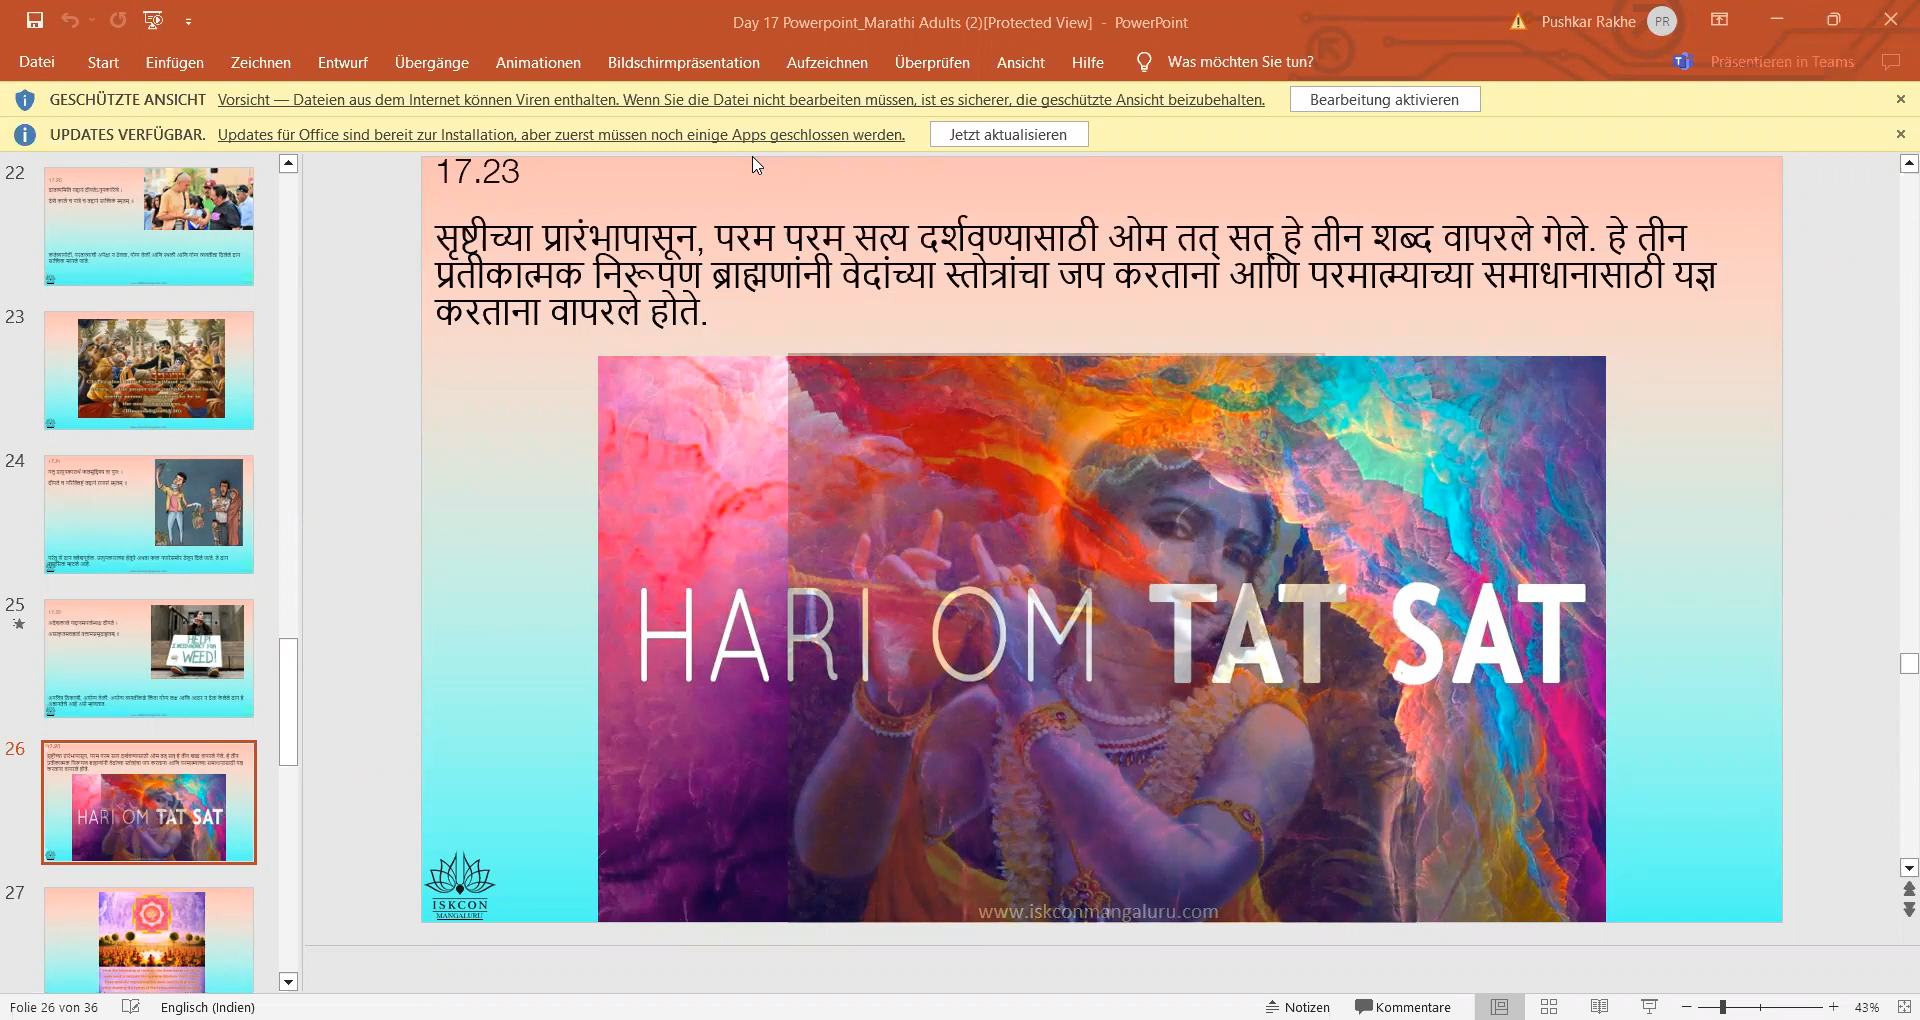 Day 17 Powerpoint_Marathi Adults (2)[Protected View] - PowerPoint
Pushkar Rakhe PR
Datei Start Einfügen Zeichnen Entwurf Übergänge Animationen Bildschirmpräsentation Aufzeichnen Überprüfen Ansicht Hilfe Was möchten Sie tun? Präsentieren in Teams
GESCHÜTZTE ANSICHT Vorsicht — Dateien aus dem Internet können Viren enthalten. Wenn Sie die Datei nicht bearbeiten müssen, ist es sicherer, die geschützte Ansicht beizubehalten. Bearbeitung aktivieren
UPDATES VERFÜGBAR. Updates für Office sind bereit zur Installation, aber zuerst müssen noch einige Apps geschlossen werden. Jetzt aktualisieren
22
23
24
25
HELP!
WEED!
26
HARI OM TAT SAT
27
17.23
सृष्टीच्या प्रारंभापासून, परम परम सत्य दर्शवण्यासाठी ओम तत् सत् हे तीन शब्द वापरले गेले. हे तीन
प्रतीकात्मक निरूपण ब्राह्मणांनी वेदांच्या स्तोत्रांचा जप करताना आणि परमात्म्याच्या समाधानासाठी यज्ञ
करताना वापरले होते.
HARI OM TAT SAT
ISKCON
MANGALURU
www.iskconmangaluru.com
Folie 26 von 36 Englisch (Indien) Notizen Kommentare 43%